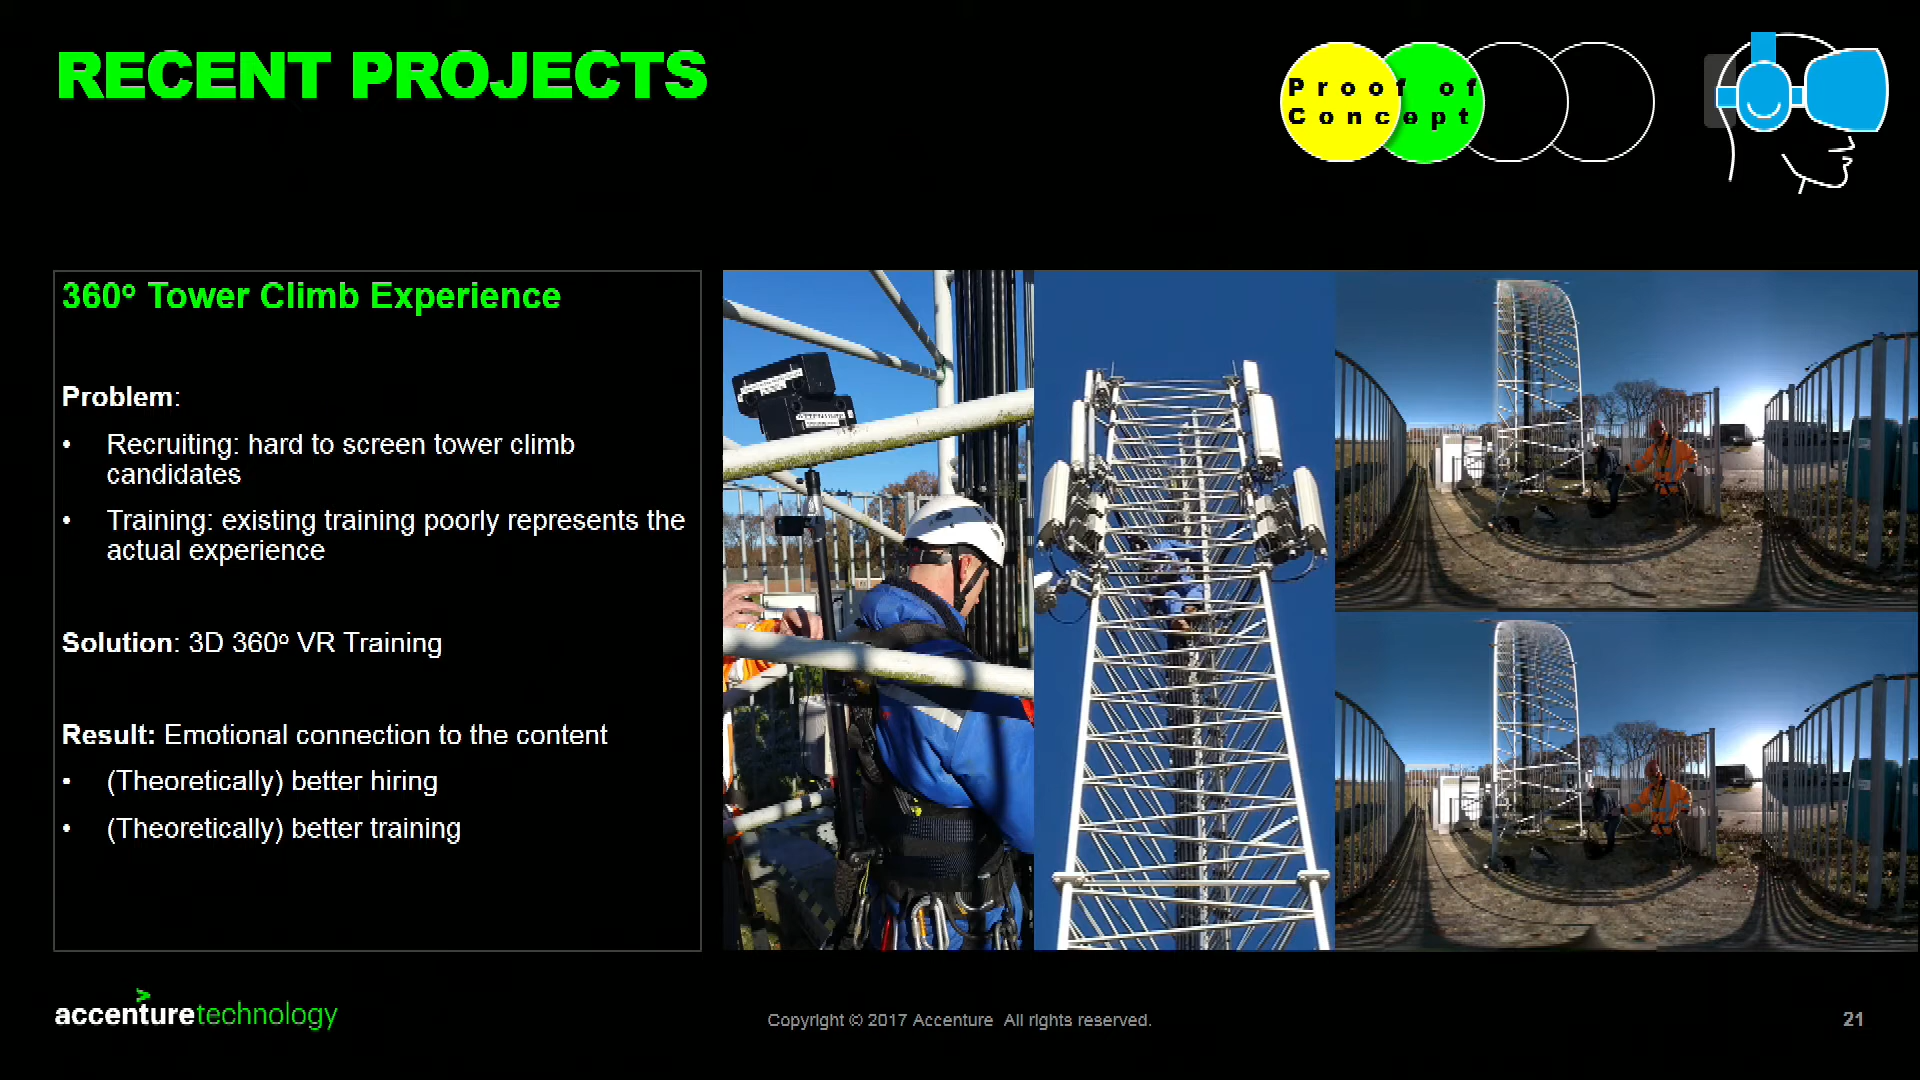 RECENT PROJECTS
Proof of
Concept
360º Tower Climb Experience
Problem:
• Recruiting: hard to screen tower climb
candidates
• Training: existing training poorly represents the
actual experience
Solution: 3D 360º VR Training
Result: Emotional connection to the content
• (Theoretically) better hiring
• (Theoretically) better training
accenturetechnology
Copyright © 2017 Accenture All rights reserved.
21